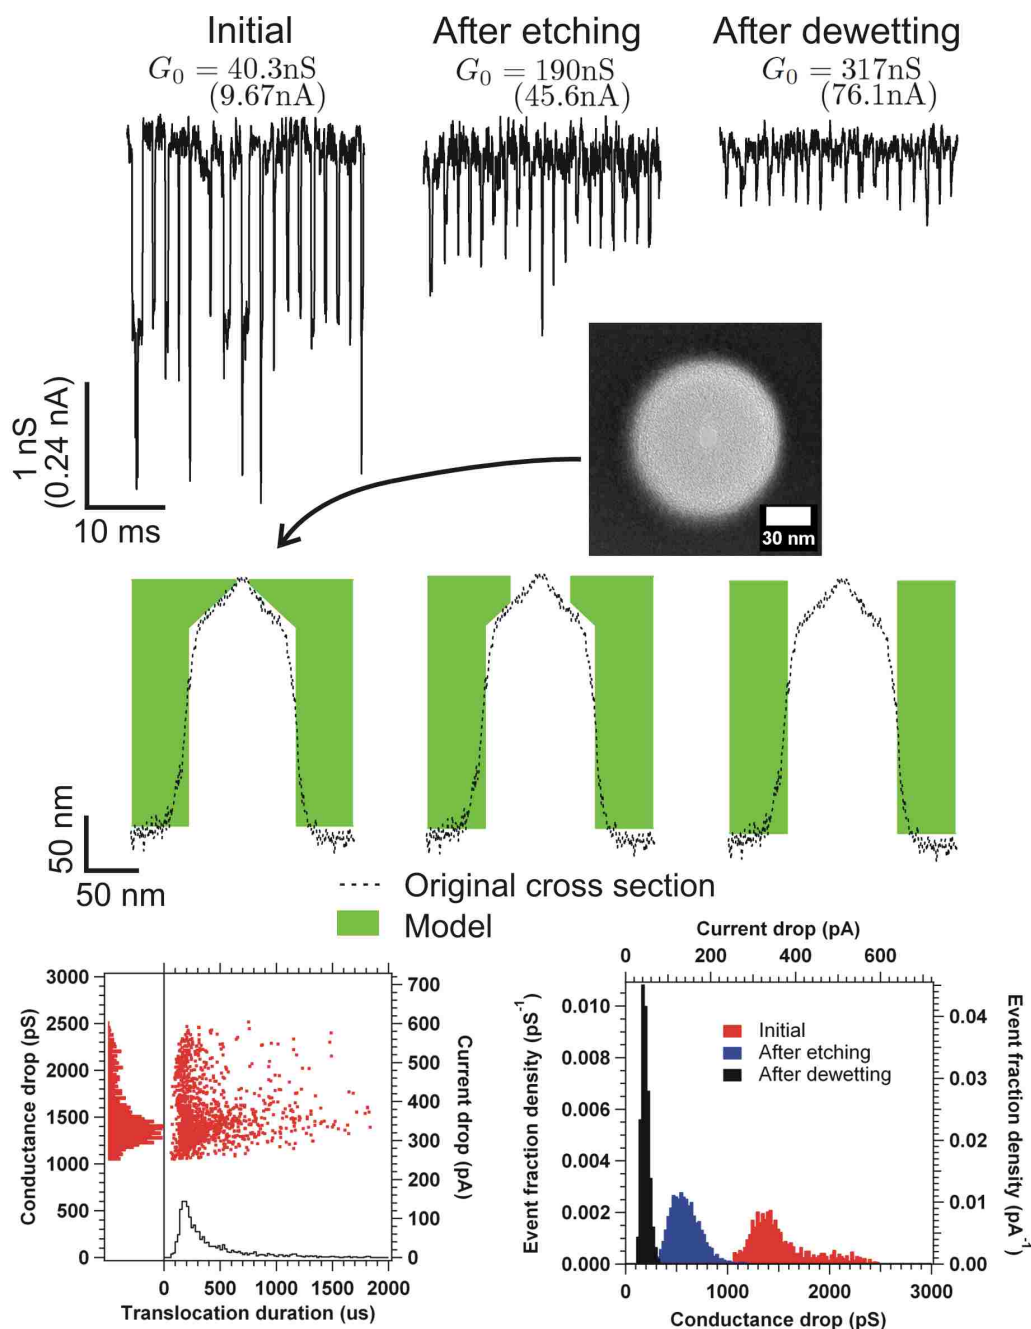 Initial
G₀ = 40.3nS
(9.67nA)
After etching
G₀ = 190nS
(45.6nA)
After dewetting
G₀ = 317nS
(76.1nA)
1 nS
(0.24 nA)
10 ms
30 nm
50 nm
50 nm
Original cross section
Model
3000
2500
2000
1500
1000
500
0
Conductance drop (pS)
700
600
500
400
300
200
100
0
Current drop (pA)
0
500
1000
1500
2000
Translocation duration (us)
Current drop (pA)
0
200
400
600
0.010
0.008
0.006
0.004
0.002
0.000
Event fraction density (pS⁻¹)
Initial
After etching
After dewetting
0.04
0.03
0.02
0.01
0.00
Event fraction density (pA⁻¹)
0
1000
2000
3000
Conductance drop (pS)